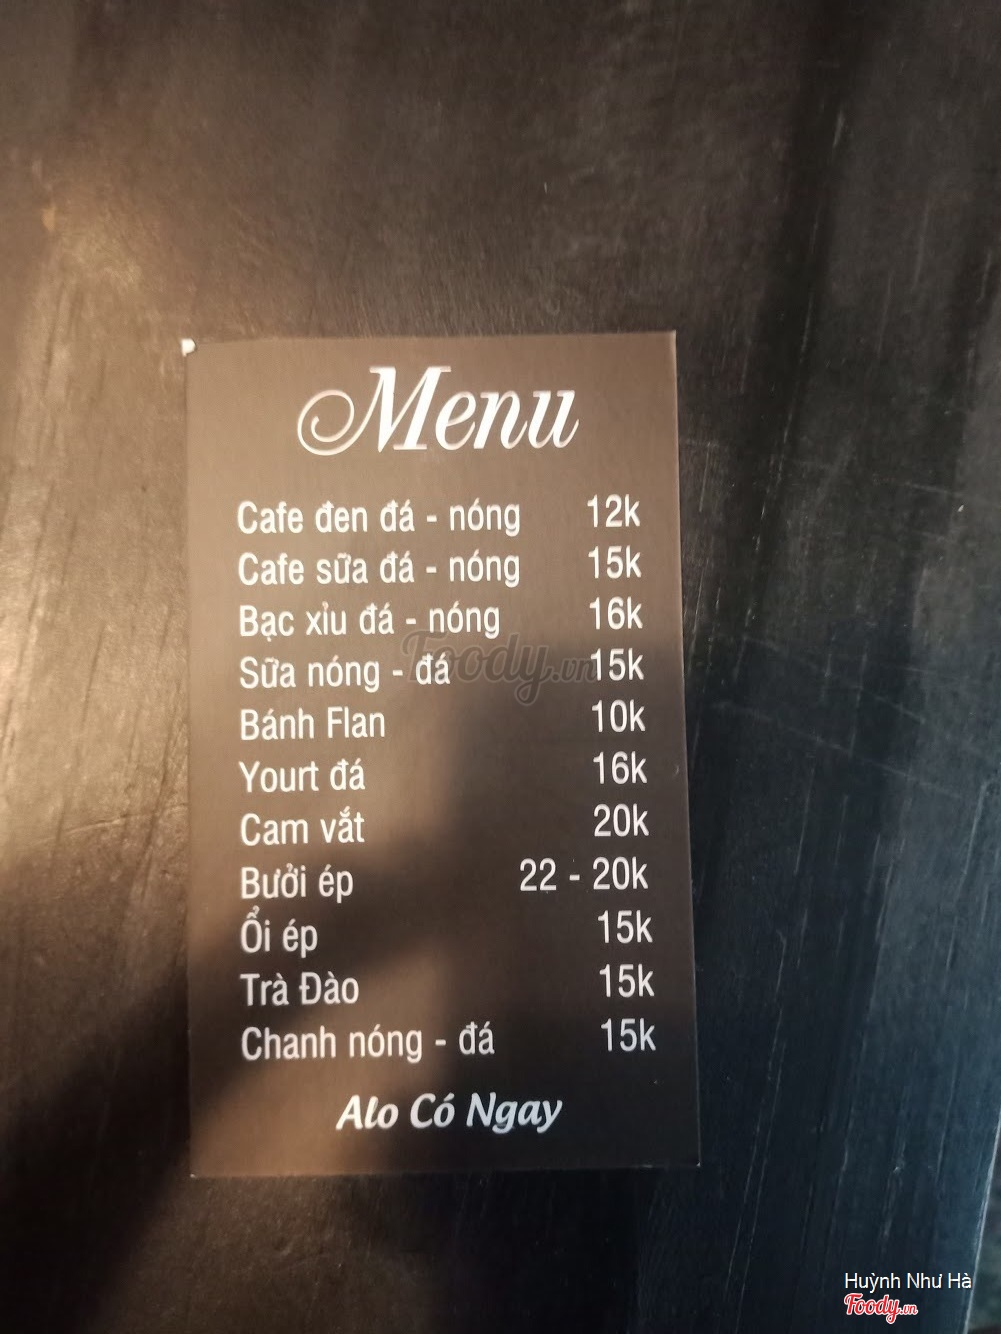 Menu
Cafe đen đá - nóng 12k
Cafe sữa đá - nóng 15k
Bạc xỉu đá - nóng 16k
Sữa nóng - đá 15k
Foody.vn
Bánh Flan 10k
Yourt đá 16k
Cam vắt 20k
Bưởi ép 22 - 20k
Ổi ép 15k
Trà Đào 15k
Chanh nóng - đá 15k
Alo Có Ngay
Huỳnh Như Hà
Foody.vn